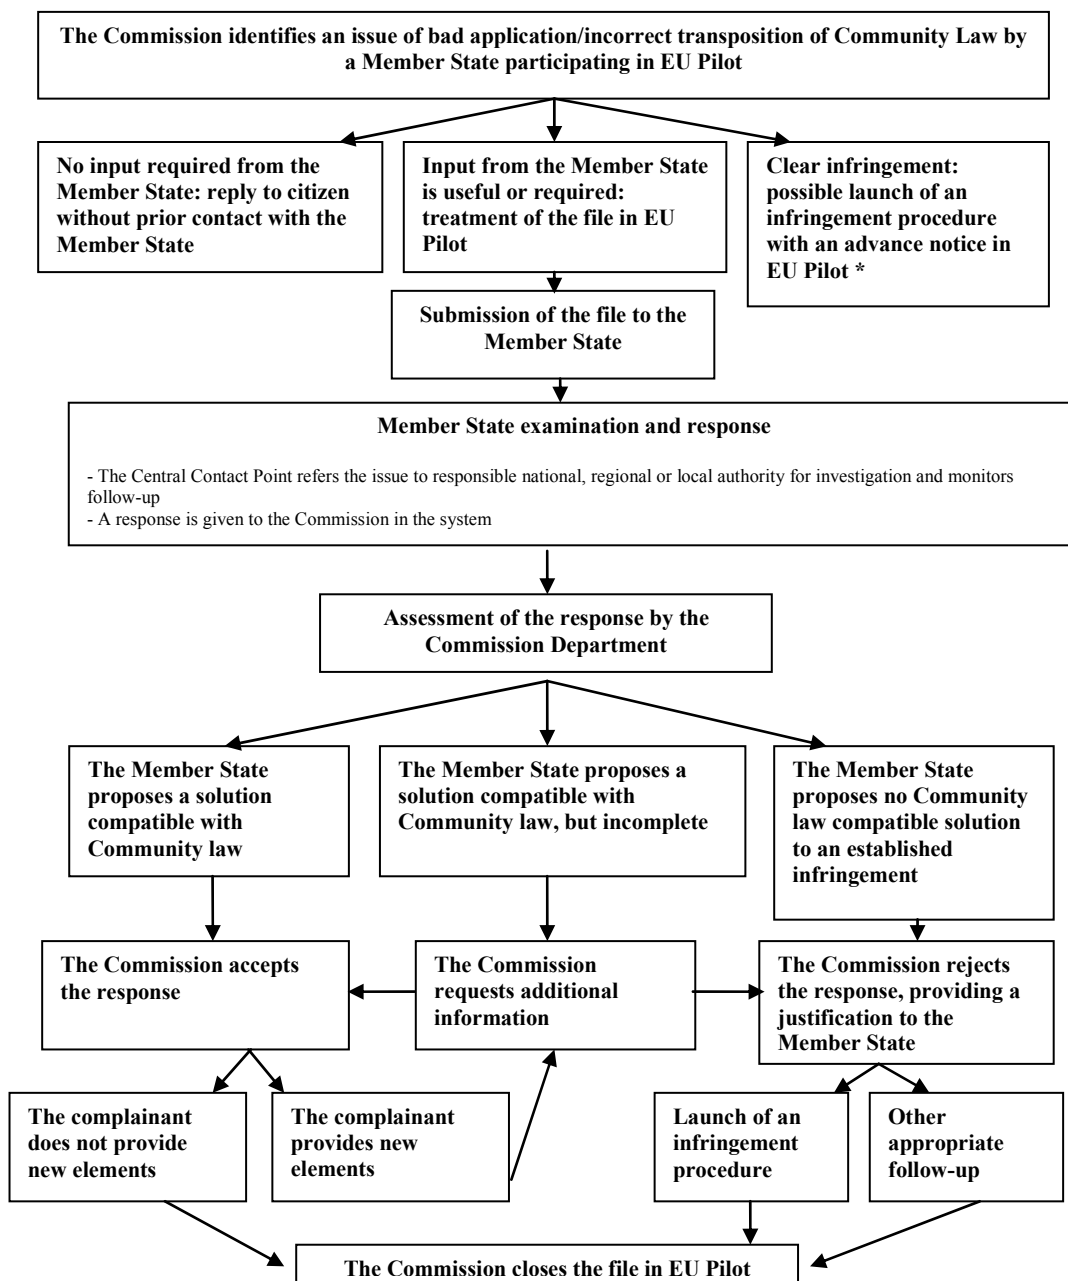 The Commission identifies an issue of bad application/incorrect transposition of Community Law by
a Member State participating in EU Pilot
No input required from the
Member State: reply to citizen
without prior contact with the
Member State
Input from the Member State
is useful or required:
treatment of the file in EU
Pilot
Clear infringement:
possible launch of an
infringement procedure
with an advance notice in
EU Pilot *
Submission of the file to the
Member State
Member State examination and response
- The Central Contact Point refers the issue to responsible national, regional or local authority for investigation and monitors
follow-up
- A response is given to the Commission in the system
Assessment of the response by the
Commission Department
The Member State
proposes a solution
compatible with
Community law
The Member State proposes a
solution compatible with
Community law, but incomplete
The Member State
proposes no Community
law compatible solution
to an established
infringement
The Commission accepts
the response
The Commission
requests additional
information
The Commission rejects
the response, providing a
justification to the
Member State
The complainant
does not provide
new elements
The complainant
provides new
elements
Launch of an
infringement
procedure
Other
appropriate
follow-up
The Commission closes the file in EU Pilot